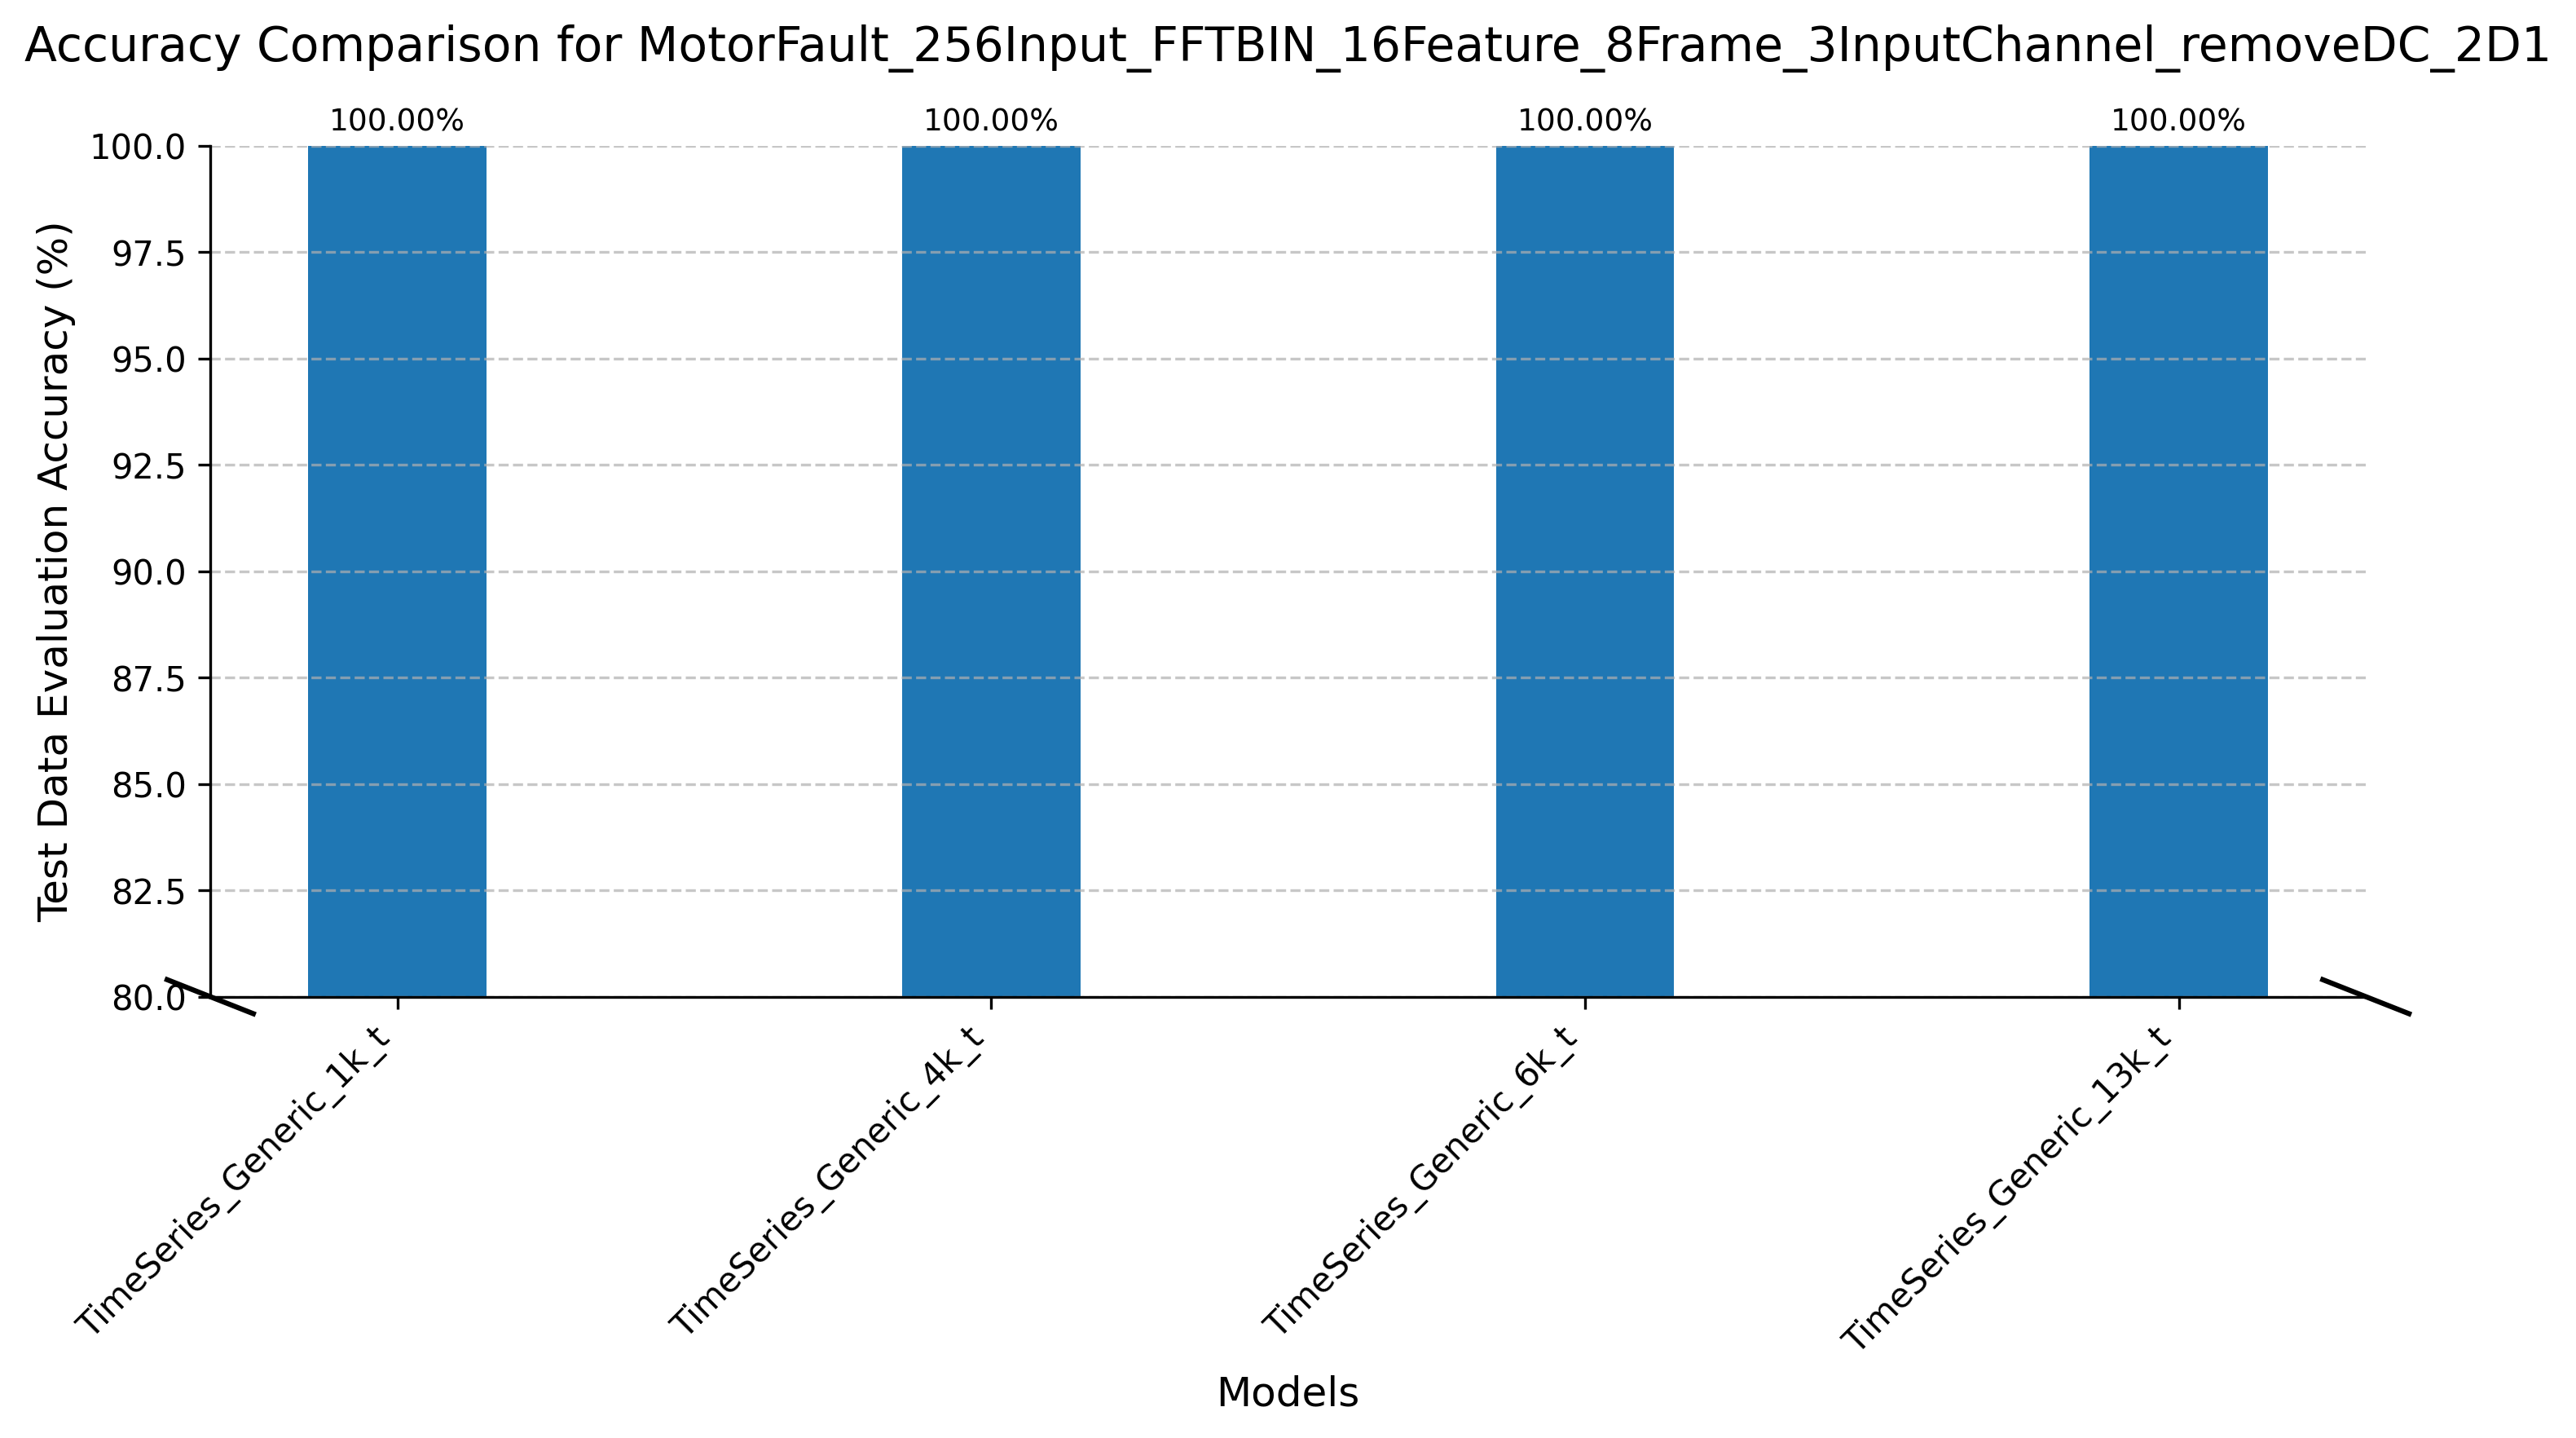 Accuracy Comparison for MotorFault_256Input_FFTBIN_16Feature_8Frame_3InputChannel_removeDC_2D1
100.00% 100.00% 100.00% 100.00%
Test Data Evaluation Accuracy (%)
100.0
97.5
95.0
92.5
90.0
87.5
85.0
82.5
80.0
TimeSeries_Generic_1k_t
TimeSeries_Generic_4k_t
TimeSeries_Generic_6k_t
TimeSeries_Generic_13k_t
Models